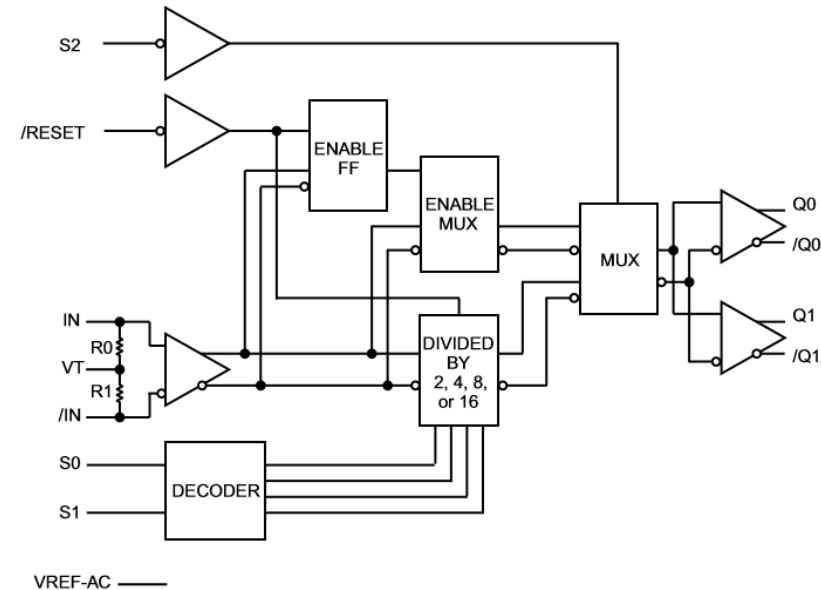 S2
/RESET
ENABLE
FF
ENABLE
MUX
MUX
Q0
/Q0
Q1
/Q1
IN
R0
VT
R1
/IN
DIVIDED
BY
2, 4, 8,
or 16
S0
DECODER
S1
VREF-AC